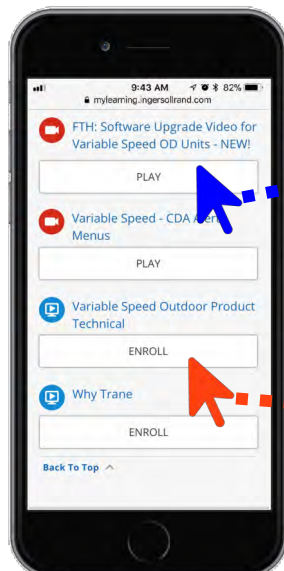 9:43 AM 82%
mylearning.ingersollrand.com
FTH: Software Upgrade Video for
Variable Speed OD Units - NEW!
PLAY
Variable Speed - CDA Alert
Menus
PLAY
Variable Speed Outdoor Product
Technical
ENROLL
Why Trane
ENROLL
Back To Top